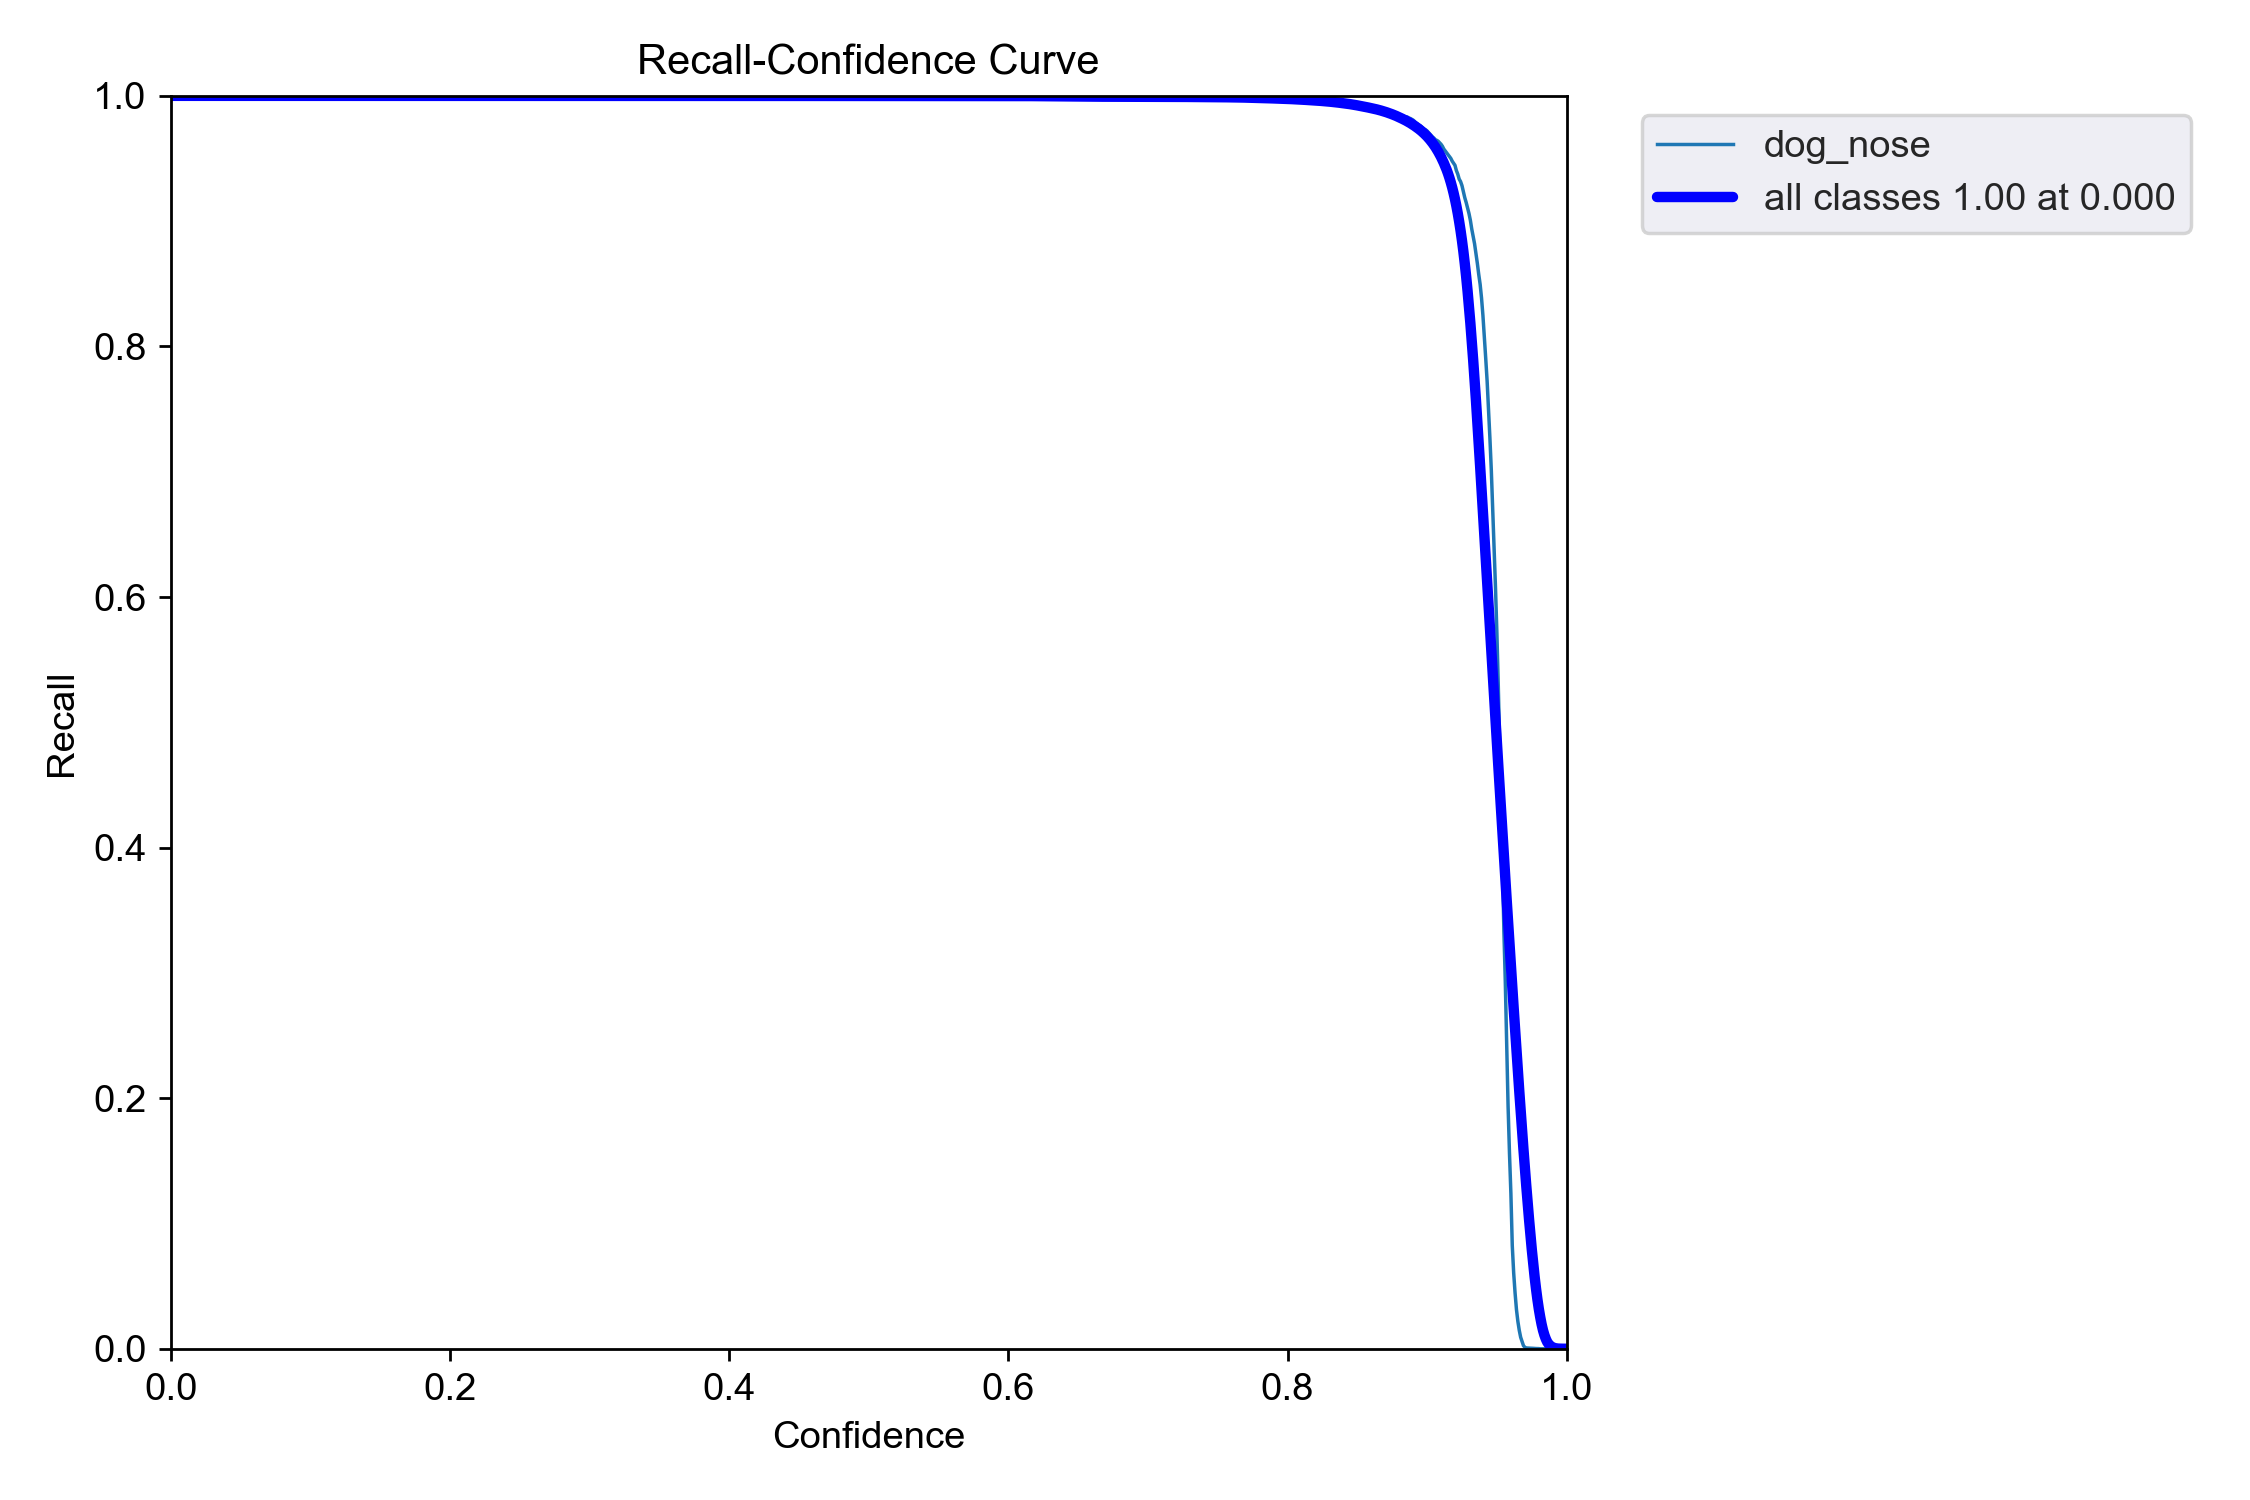 Recall-Confidence Curve
1.0
0.8
0.6
0.4
0.2
0.0
Recall
0.0 0.2 0.4 0.6 0.8 1.0
Confidence
dog_nose
all classes 1.00 at 0.000